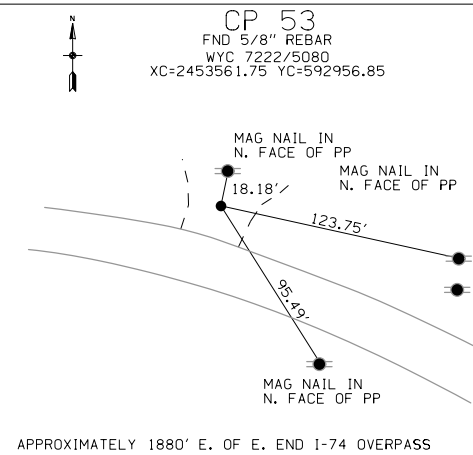 N
CP 53
FND 5/8" REBAR
WYC 7222/5080
XC=2453561.75 YC=592956.85
MAG NAIL IN
N. FACE OF PP
MAG NAIL IN
N. FACE OF PP
18.18'
123.75'
95.49'
MAG NAIL IN
N. FACE OF PP
APPROXIMATELY 1880' E. OF E. END I-74 OVERPASS